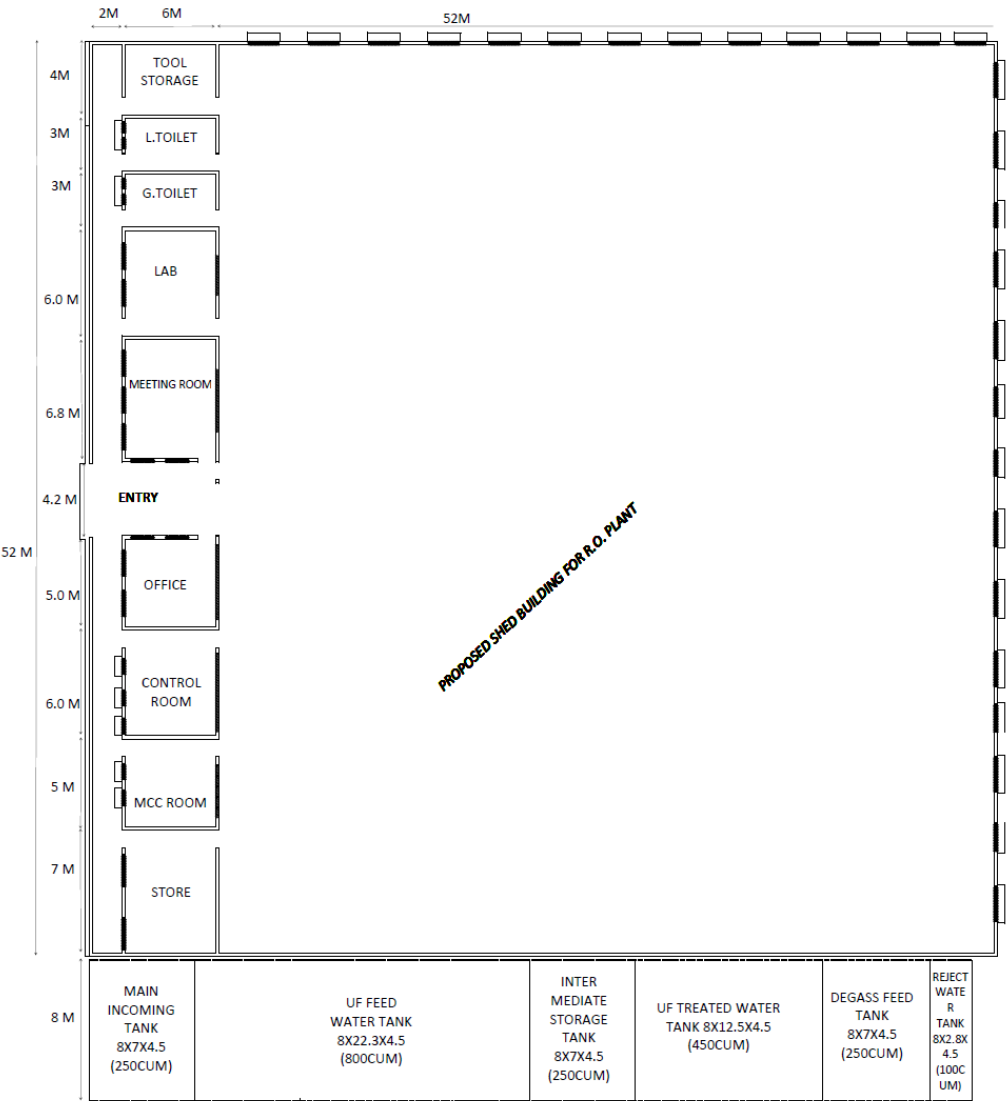 2M
6M
52M
4M
TOOL
STORAGE
3M
L.TOILET
3M
G.TOILET
LAB
6.0 M
MEETING ROOM
6.8 M
4.2 M
ENTRY
52 M
OFFICE
5.0 M
PROPOSED SHED BUILDING FOR R.O. PLANT
CONTROL
ROOM
6.0 M
5 M
MCC ROOM
7 M
STORE
8 M
MAIN
INCOMING
TANK
8X7X4.5
(250CUM)
UF FEED
WATER TANK
8X22.3X4.5
(800CUM)
INTER
MEDIATE
STORAGE
TANK
8X7X4.5
(250CUM)
UF TREATED WATER
TANK 8X12.5X4.5
(450CUM)
DEGASS FEED
TANK
8X7X4.5
(250CUM)
REJECT
WATE
R
TANK
8X2.8X
4.5
(100C
UM)